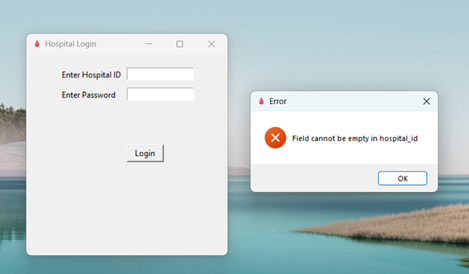 Hospital Login
Enter Hospital ID
Enter Password
Login
Error
Field cannot be empty in hospital_id
OK